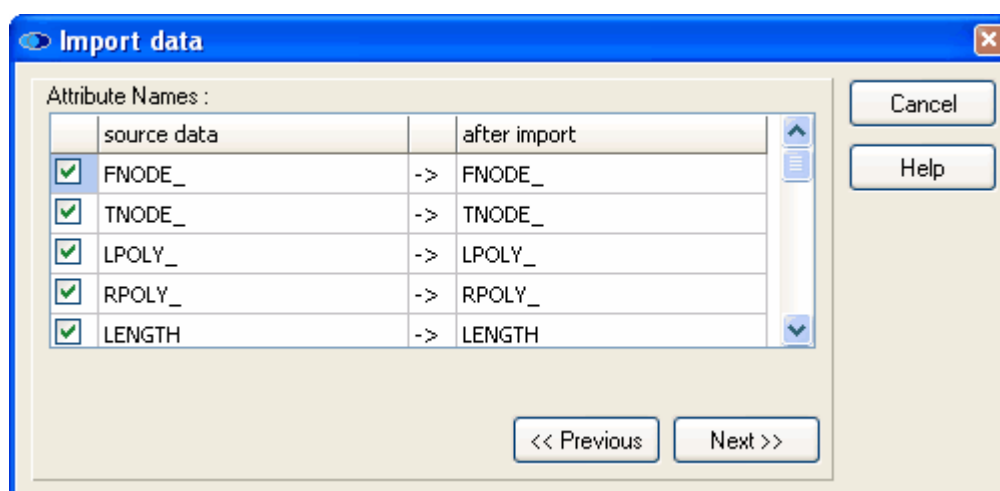 Import data
Attribute Names :
Cancel
source data after import
FNODE_ -> FNODE_
Help
TNODE_ -> TNODE_
LPOLY_ -> LPOLY_
RPOLY_ -> RPOLY_
LENGTH -> LENGTH
<< Previous Next >>